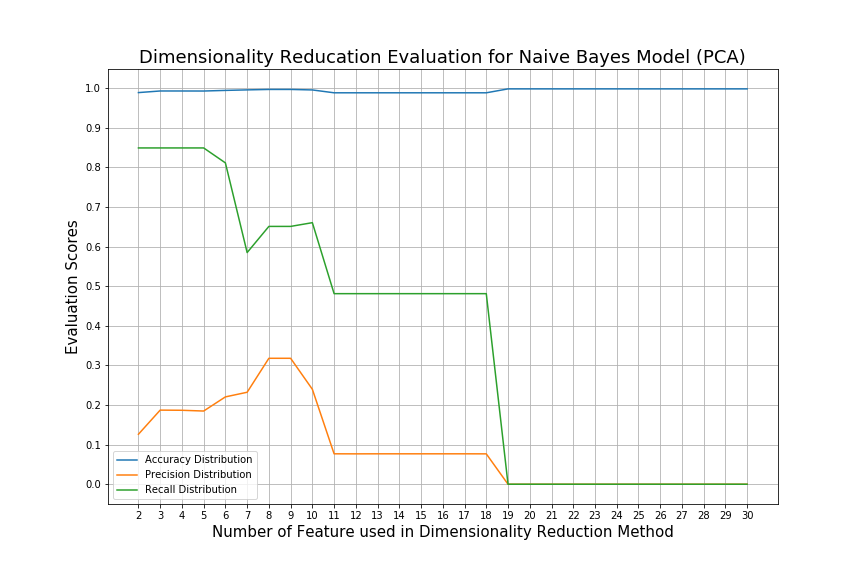 Dimensionality Reducation Evaluation for Naive Bayes Model (PCA)
Evaluation Scores
1.0
0.9
0.8
0.7
0.6
0.5
0.4
0.3
0.2
0.1
0.0
Accuracy Distribution
Precision Distribution
Recall Distribution
2 3 4 5 6 7 8 9 10 11 12 13 14 15 16 17 18 19 20 21 22 23 24 25 26 27 28 29 30
Number of Feature used in Dimensionality Reduction Method